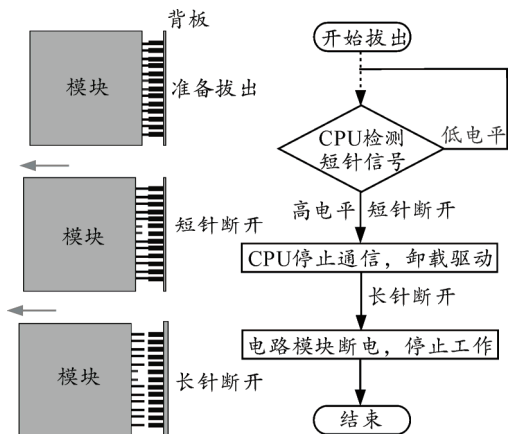 背板
模块
准备拔出
模块
短针断开
模块
长针断开
开始拔出
CPU检测
短针信号
低电平
高电平
短针断开
CPU停止通信，卸载驱动
长针断开
电路模块断电，停止工作
结束